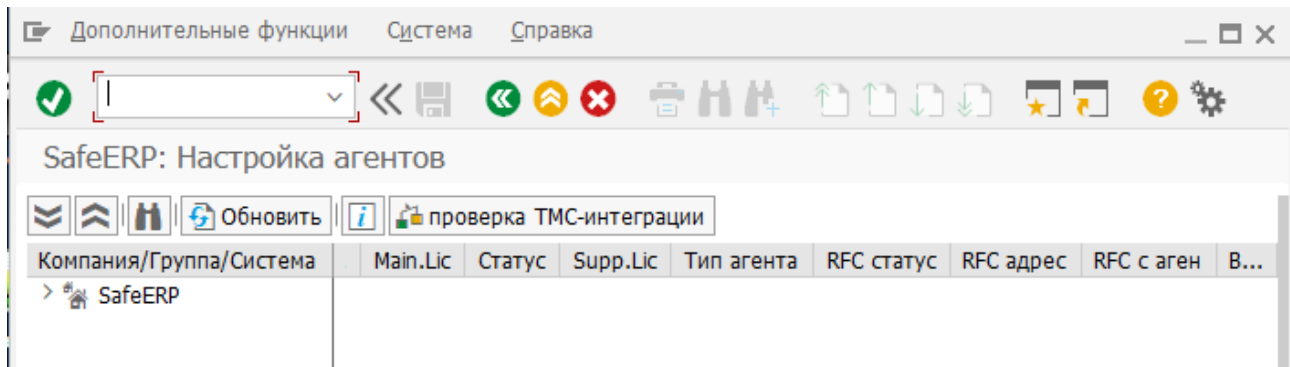 Дополнительные функции Система Справка
SafeERP: Настройка агентов
Обновить проверка ТМС-интеграции
Компания/Группа/Система Main.Lic Статус Supp.Lic Тип агента RFC статус RFC адрес RFC с аген В...
SafeERP